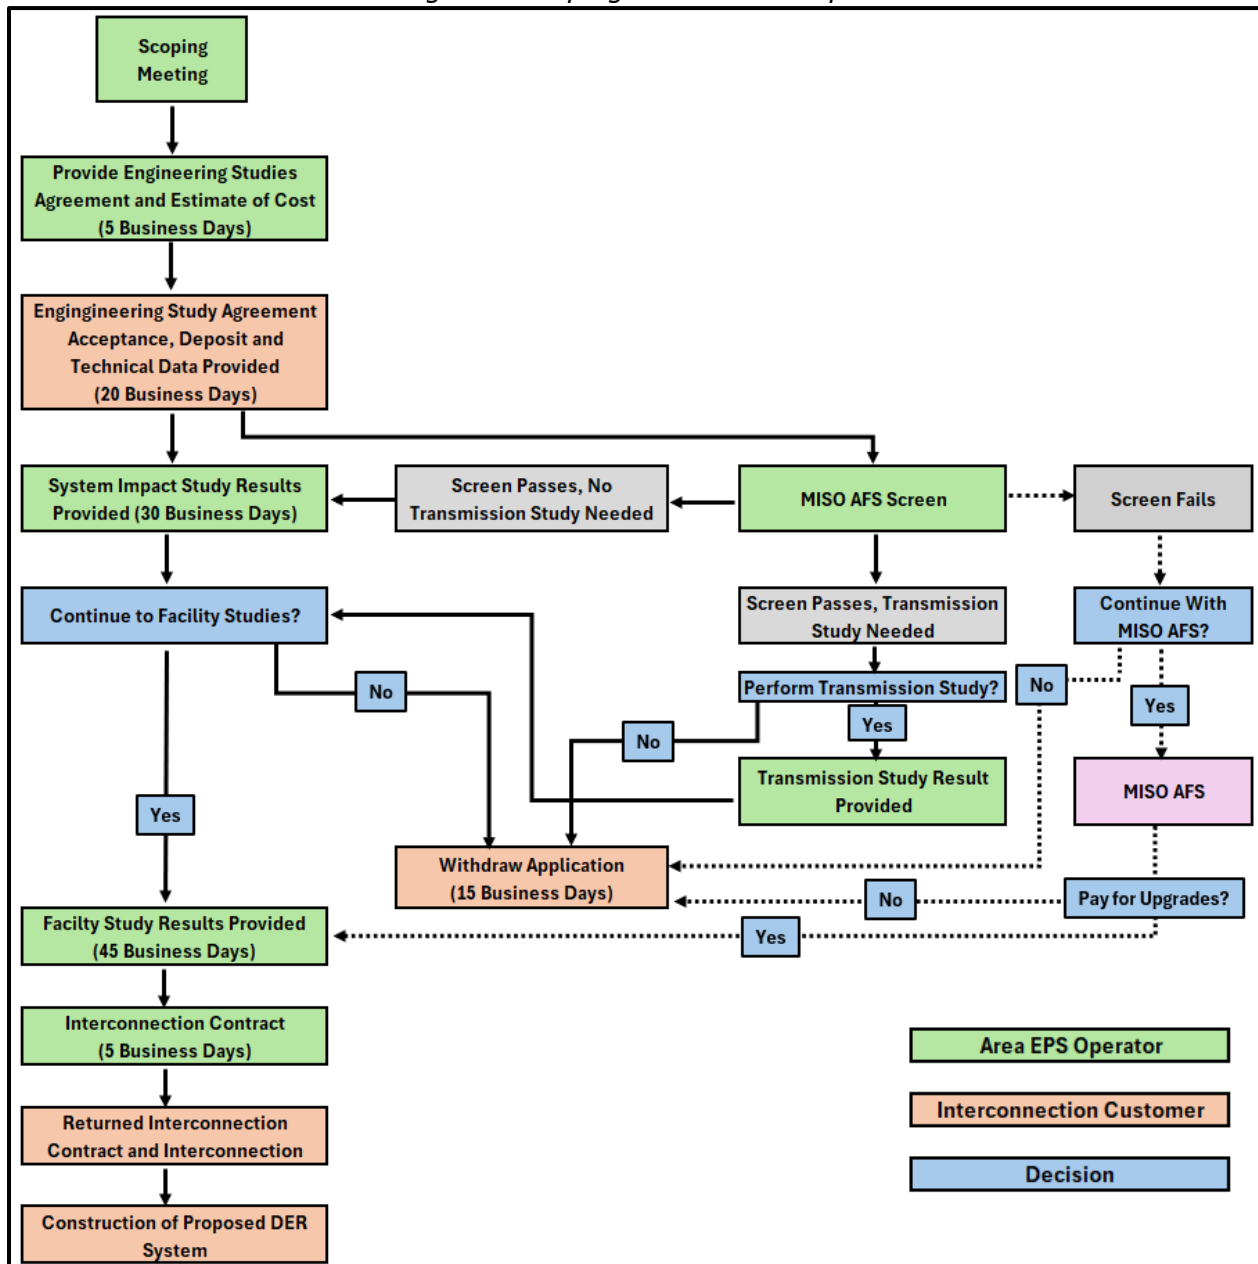 Scoping
Meeting
Provide Engineering Studies
Agreement and Estimate of Cost
(5 Business Days)
Engingineering Study Agreement
Acceptance, Deposit and
Technical Data Provided
(20 Business Days)
System Impact Study Results
Provided (30 Business Days)
Screen Passes, No
Transmission Study Needed
MISO AFS Screen
Screen Fails
Continue to Facility Studies?
Screen Passes, Transmission
Study Needed
Continue With
MISO AFS?
No
Perform Transmission Study?
No
Yes
No
Yes
Transmission Study Result
Provided
MISO AFS
Yes
Withdraw Application
(15 Business Days)
No
Pay for Upgrades?
Facilty Study Results Provided
(45 Business Days)
Yes
Interconnection Contract
(5 Business Days)
Returned Interconnection
Contract and Interconnection
Construction of Proposed DER
System
Area EPS Operator
Interconnection Customer
Decision